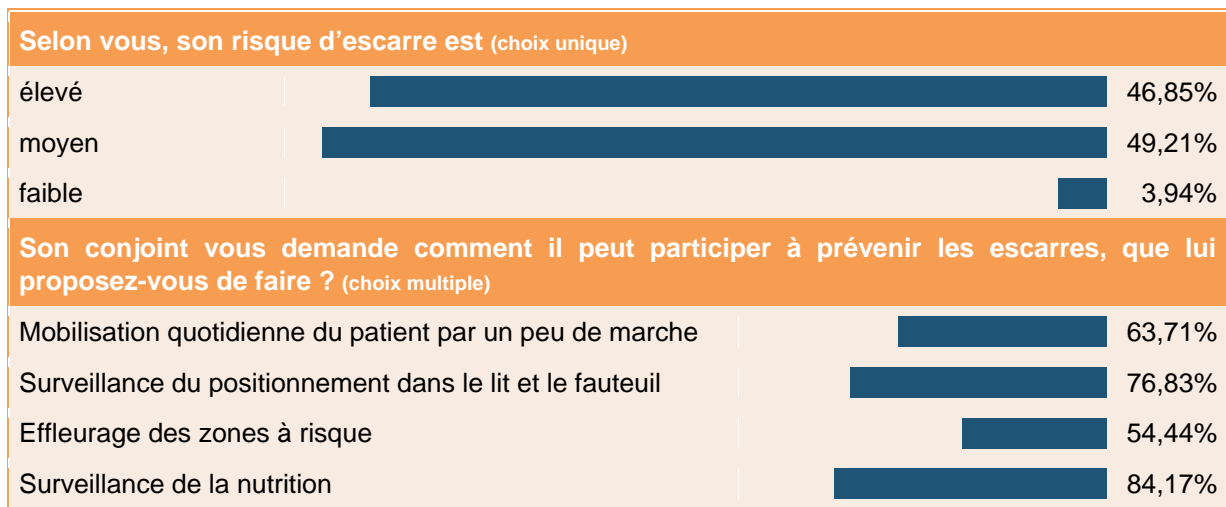 Selon vous, son risque d'escarre est (choix unique)
élevé 46,85%
moyen 49,21%
faible 3,94%
Son conjoint vous demande comment il peut participer à prévenir les escarres, que lui
proposez-vous de faire ? (choix multiple)
Mobilisation quotidienne du patient par un peu de marche 63,71%
Surveillance du positionnement dans le lit et le fauteuil 76,83%
Effleurage des zones à risque 54,44%
Surveillance de la nutrition 84,17%